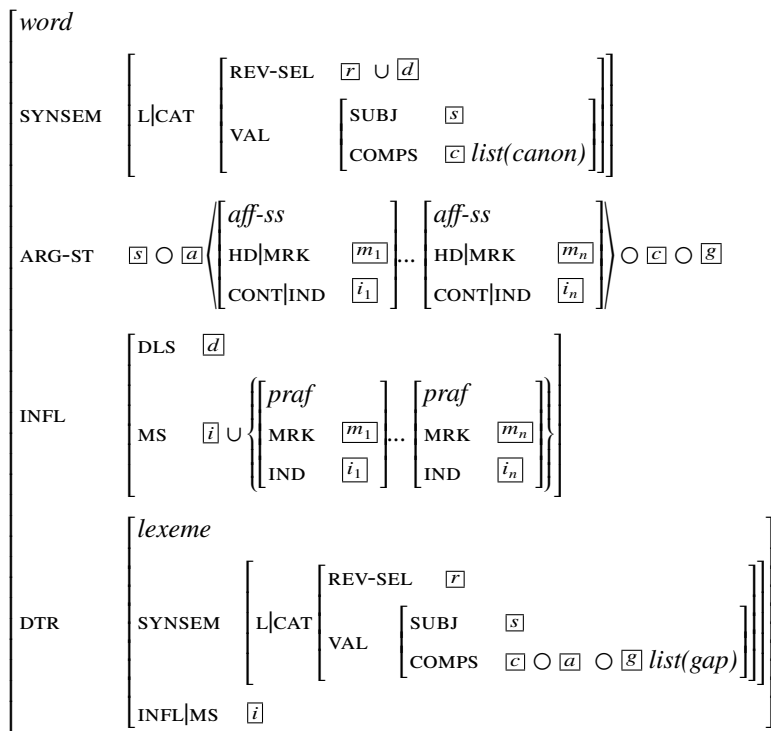 word
REV-SEL r ∪ d
SYNSEM L|CAT
VAL SUBJ s
COMPS c list(canon)
aff-ss aff-ss
ARG-ST s ○ a ⟨ HD|MRK m1 ... HD|MRK mn ⟩ ○ c ○ g
CONT|IND i1 CONT|IND in
DLS d
INFL
praf praf
MS i ∪ { MRK m1 ... MRK mn }
IND i1 IND in
lexeme
REV-SEL r
DTR SYNSEM L|CAT
VAL SUBJ s
COMPS c ○ a ○ g list(gap)
INFL|MS i